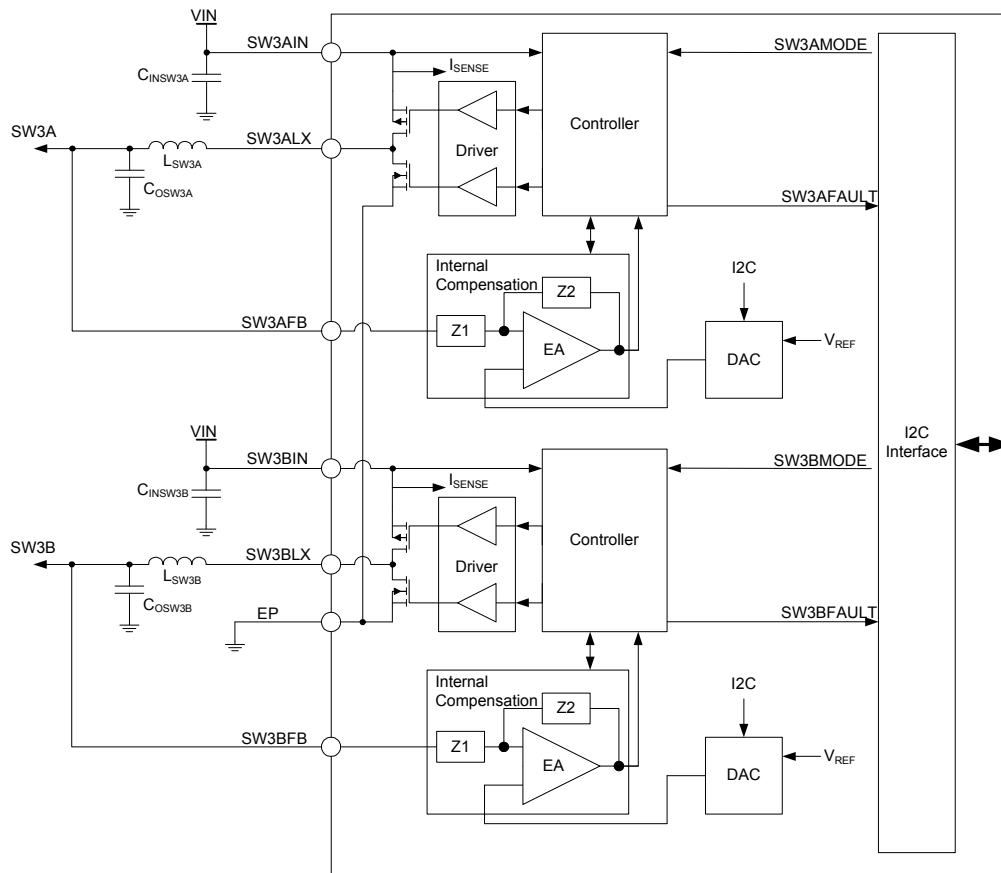 VIN
SW3AIN
CINSW3A
ISENSE
SW3AMODE
Controller
SW3A
SW3ALX
LSW3A
COSW3A
Driver
SW3AFAULT
Internal
Compensation
Z2
I2C
SW3AFB
Z1
EA
DAC
VREF
VIN
SW3BIN
CINSW3B
ISENSE
SW3BMODE
I2C
Interface
Controller
SW3B
SW3BLX
LSW3B
COSW3B
Driver
EP
SW3BFAULT
Internal
Compensation
Z2
I2C
SW3BFB
Z1
EA
DAC
VREF